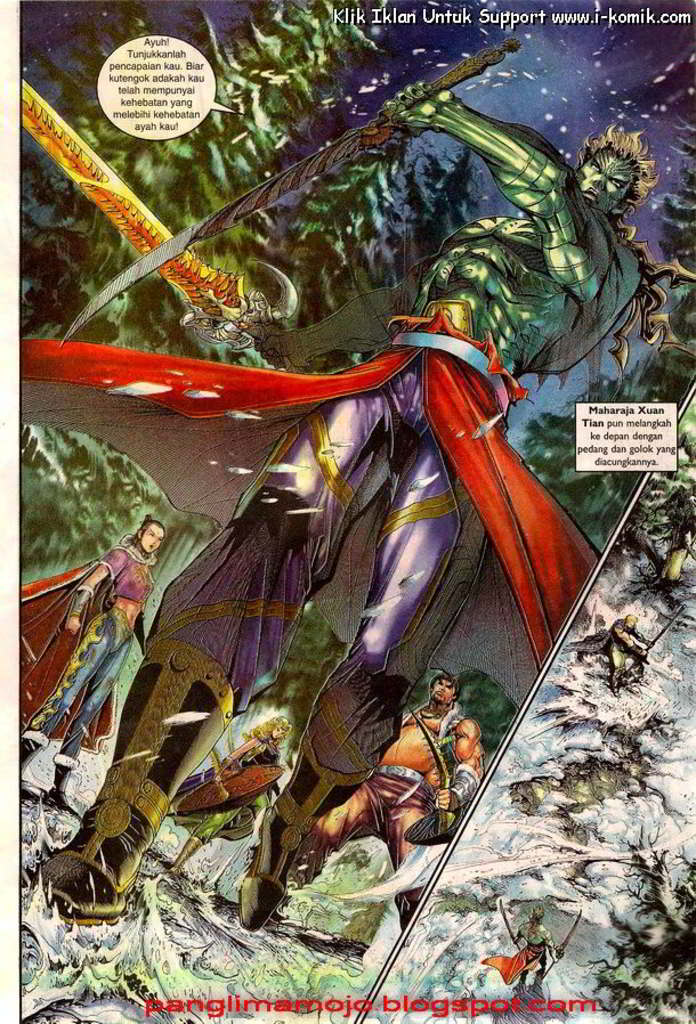 Klik Iklan Untuk Support www.i-komik.com
Ayuh!
Tunjukkanlah
pencapaian kau. Biar
kutengok adakah kau
telah mempunyai
kehebatan yang
melebihi kehebatan
ayah kau!
Maharaja Xuan
Tian pun melangkah
ke depan dengan
pedang dan golok yang
diacungkannya.
panglimamojo.blogspot.com